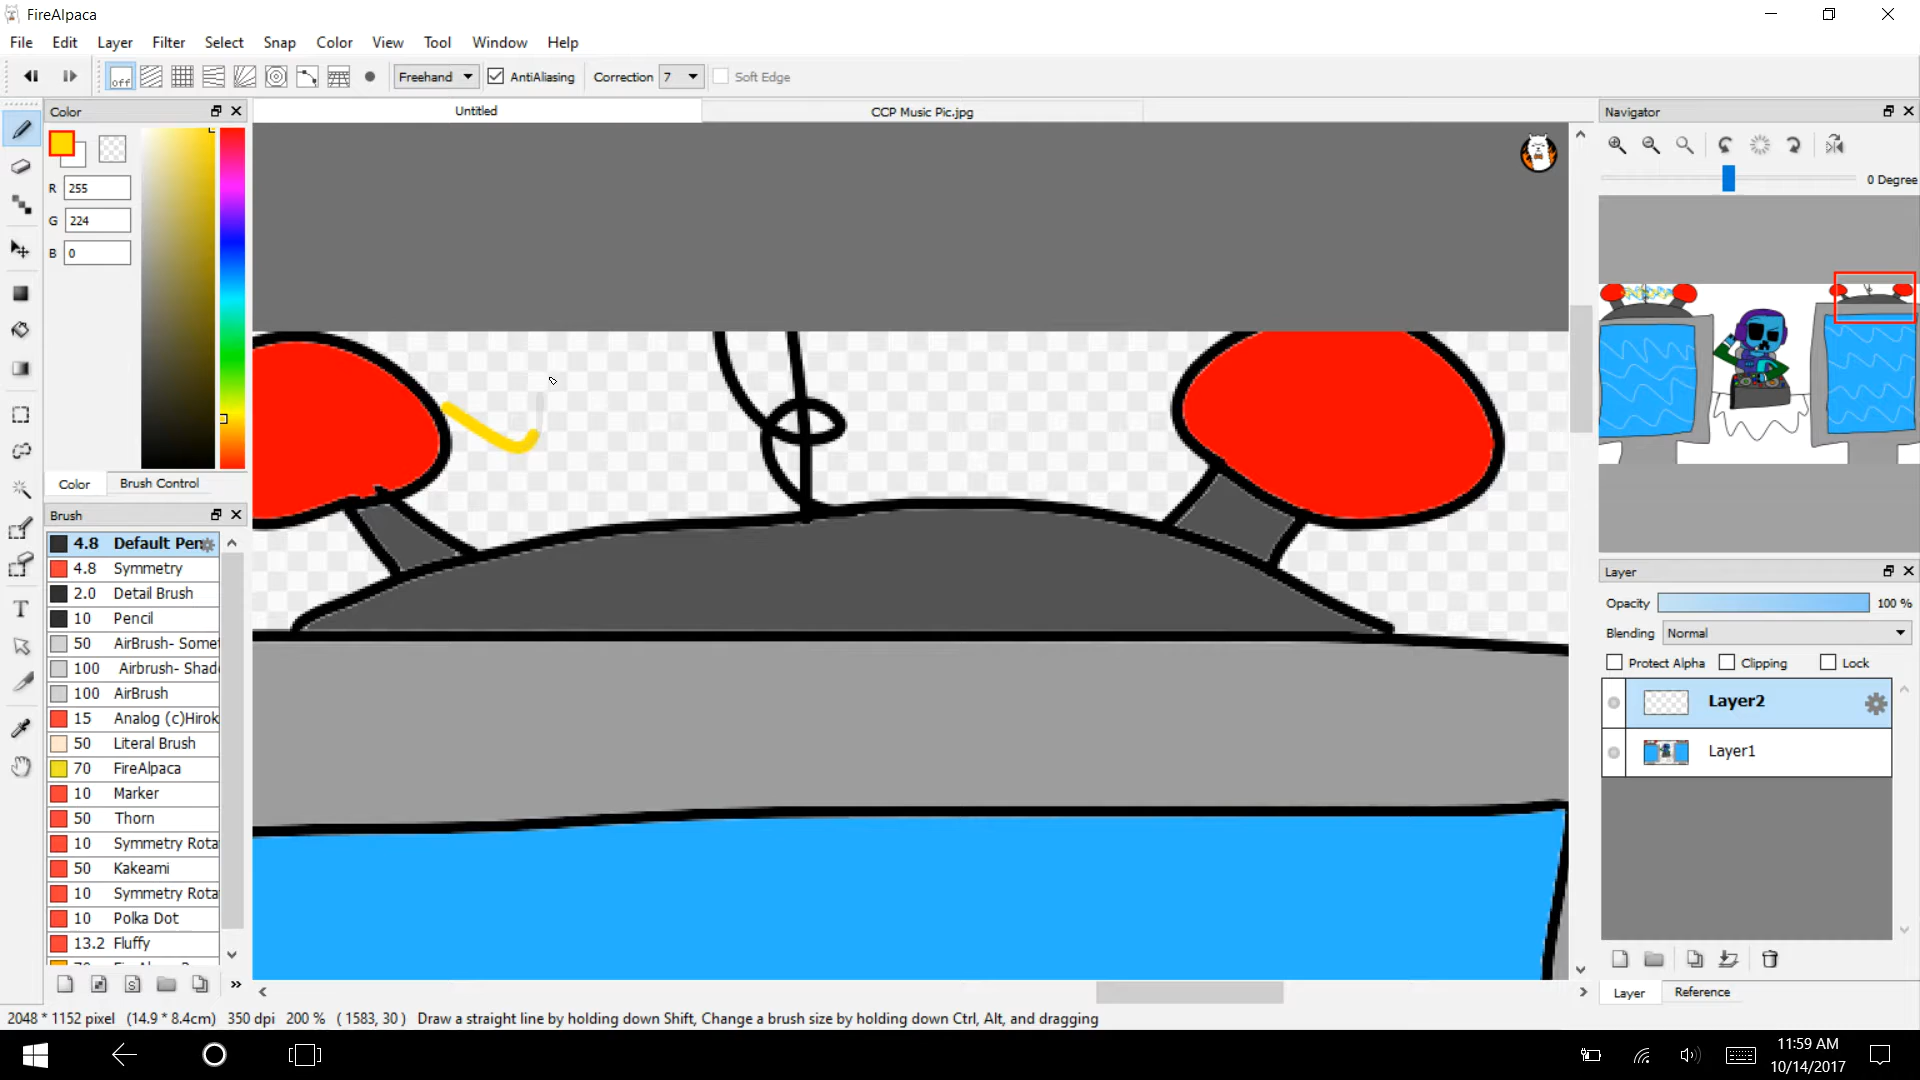 FireAlpaca
File Edit Layer Filter Select Snap Color View Tool Window Help
off Freehand AntiAliasing Correction 7 Soft Edge
Color
Untitled
CCP Music Pic.jpg
Navigator
R 255
G 224
B 0
0 Degree
Color Brush Control
Brush
4.8 Default Pen
4.8 Symmetry
2.0 Detail Brush
10 Pencil
50 AirBrush- Somet
100 Airbrush- Shad
100 AirBrush
15 Analog (c)Hirok
50 Literal Brush
70 FireAlpaca
10 Marker
50 Thorn
10 Symmetry Rota
50 Kakeami
10 Symmetry Rota
10 Polka Dot
13.2 Fluffy
Layer
Opacity 100 %
Blending Normal
Protect Alpha Clipping Lock
Layer2
Layer1
Layer Reference
2048 * 1152 pixel (14.9 * 8.4cm) 350 dpi 200 % ( 1583, 30 ) Draw a straight line by holding down Shift, Change a brush size by holding down Ctrl, Alt, and dragging
11:59 AM
10/14/2017